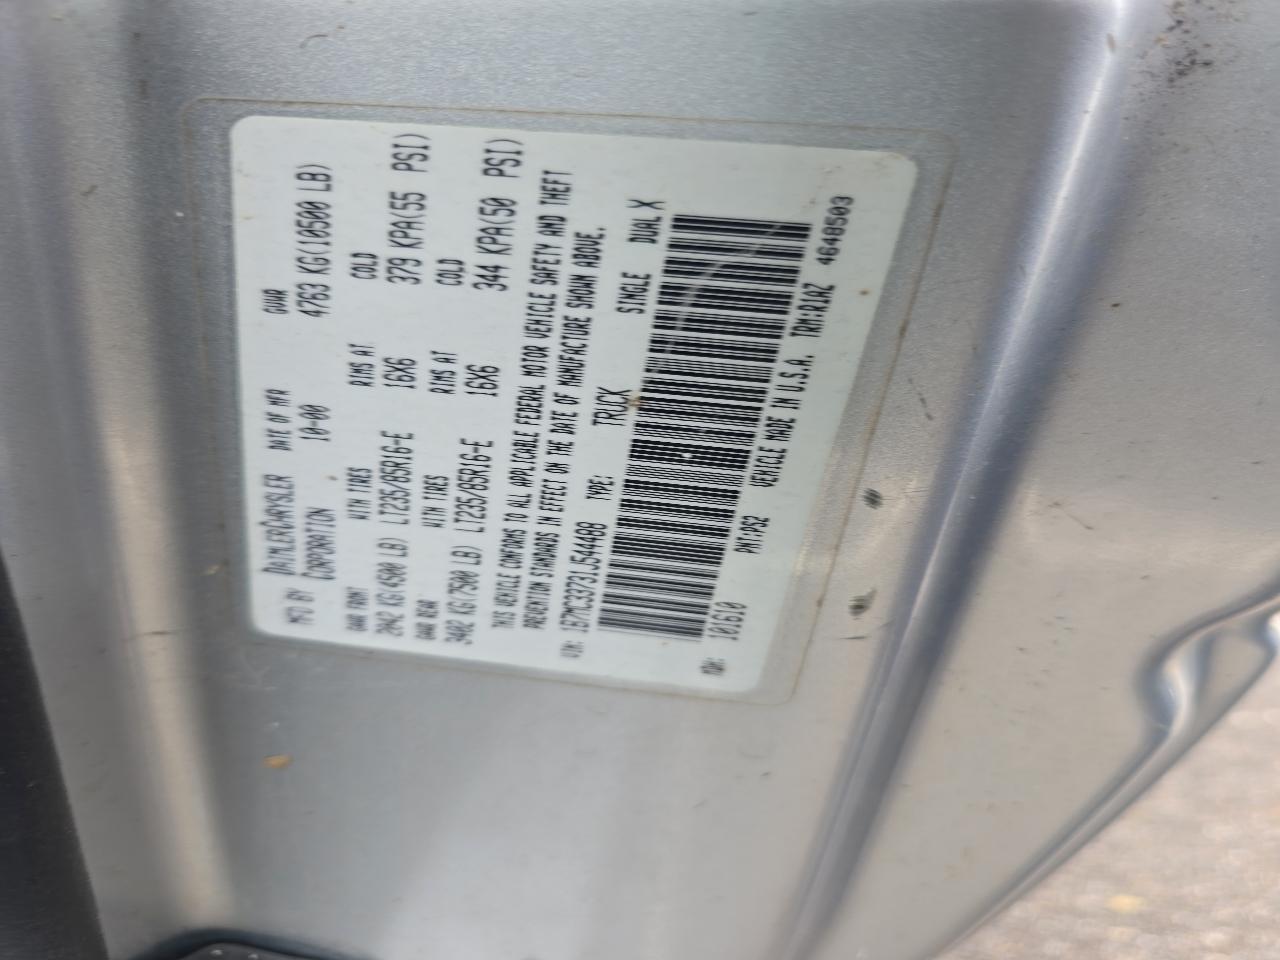 MFD BY DAIMLERCHRYSLER DATE OF MFR GVWR
CORPORATION 10-00 4763 KG(10500 LB)
GAWR FRONT WITH TIRES RIMS AT COLD
2042 KG(4500 LB) LT235/85R16-E 16X6 379 KPA(55 PSI)
GAWR REAR WITH TIRES RIMS AT COLD
3402 KG(7500 LB) LT235/85R16-E 16X6 344 KPA(50 PSI)
THIS VEHICLE CONFORMS TO ALL APPLICABLE FEDERAL MOTOR VEHICLE SAFETY AND THEFT
PREVENTION STANDARDS IN EFFECT ON THE DATE OF MANUFACTURE SHOWN ABOVE.
VIN: 1B7MC33731J544488 TYPE: TRUCK SINGLE DUAL X
MDH: 101610 PNT:PS2 VEHICLE MADE IN U.S.A. TRM:R1AZ 4648503